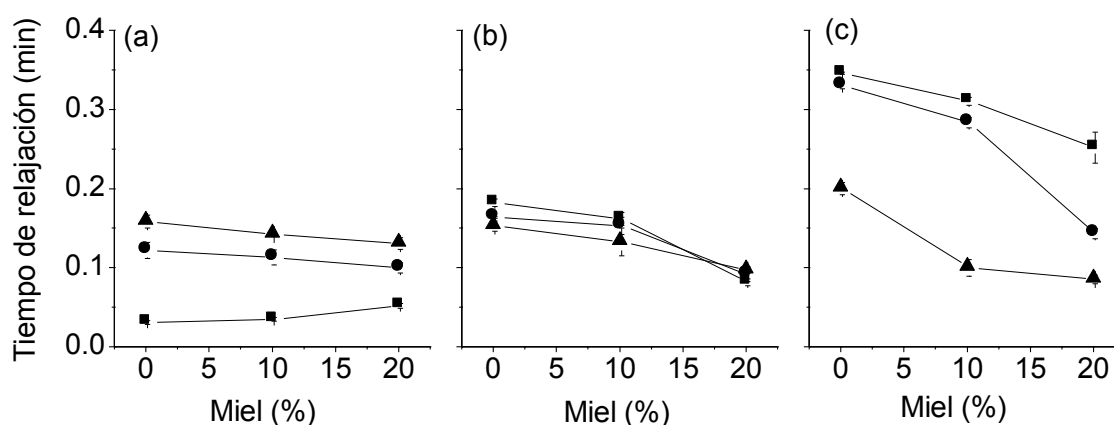 (a) (b) (c)
Tiempo de relajación (min)
0.4
0.3
0.2
0.1
0.0
0 5 10 15 20 0 5 10 15 20 0 5 10 15 20
Miel (%) Miel (%) Miel (%)